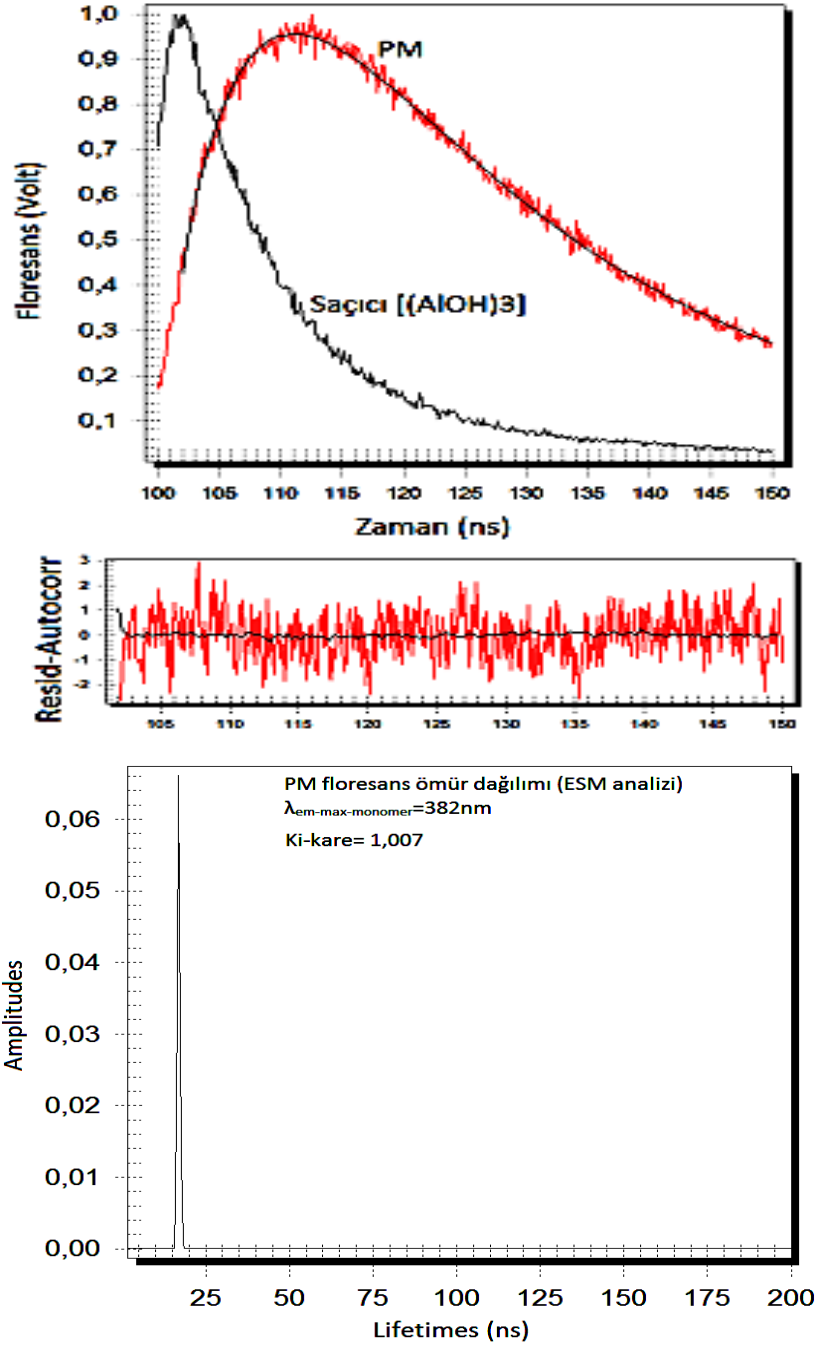 1,0
0,9
0,8
0,7
0,6
0,5
0,4
0,3
0,2
0,1
Floresans (Volt)
PM
Saçıcı [(AlOH)3]
100 105 110 115 120 125 130 135 140 145 150
Zaman (ns)
Resid-Autocorr
3
2
1
0
-1
-2
105 110 115 120 125 130 135 140 145 150
PM floresans ömür dağılımı (ESM analizi)
λem-max-monomer=382nm
Ki-kare= 1,007
0,06
0,05
0,04
0,03
0,02
0,01
0,00
Amplitudes
25 50 75 100 125 150 175 200
Lifetimes (ns)